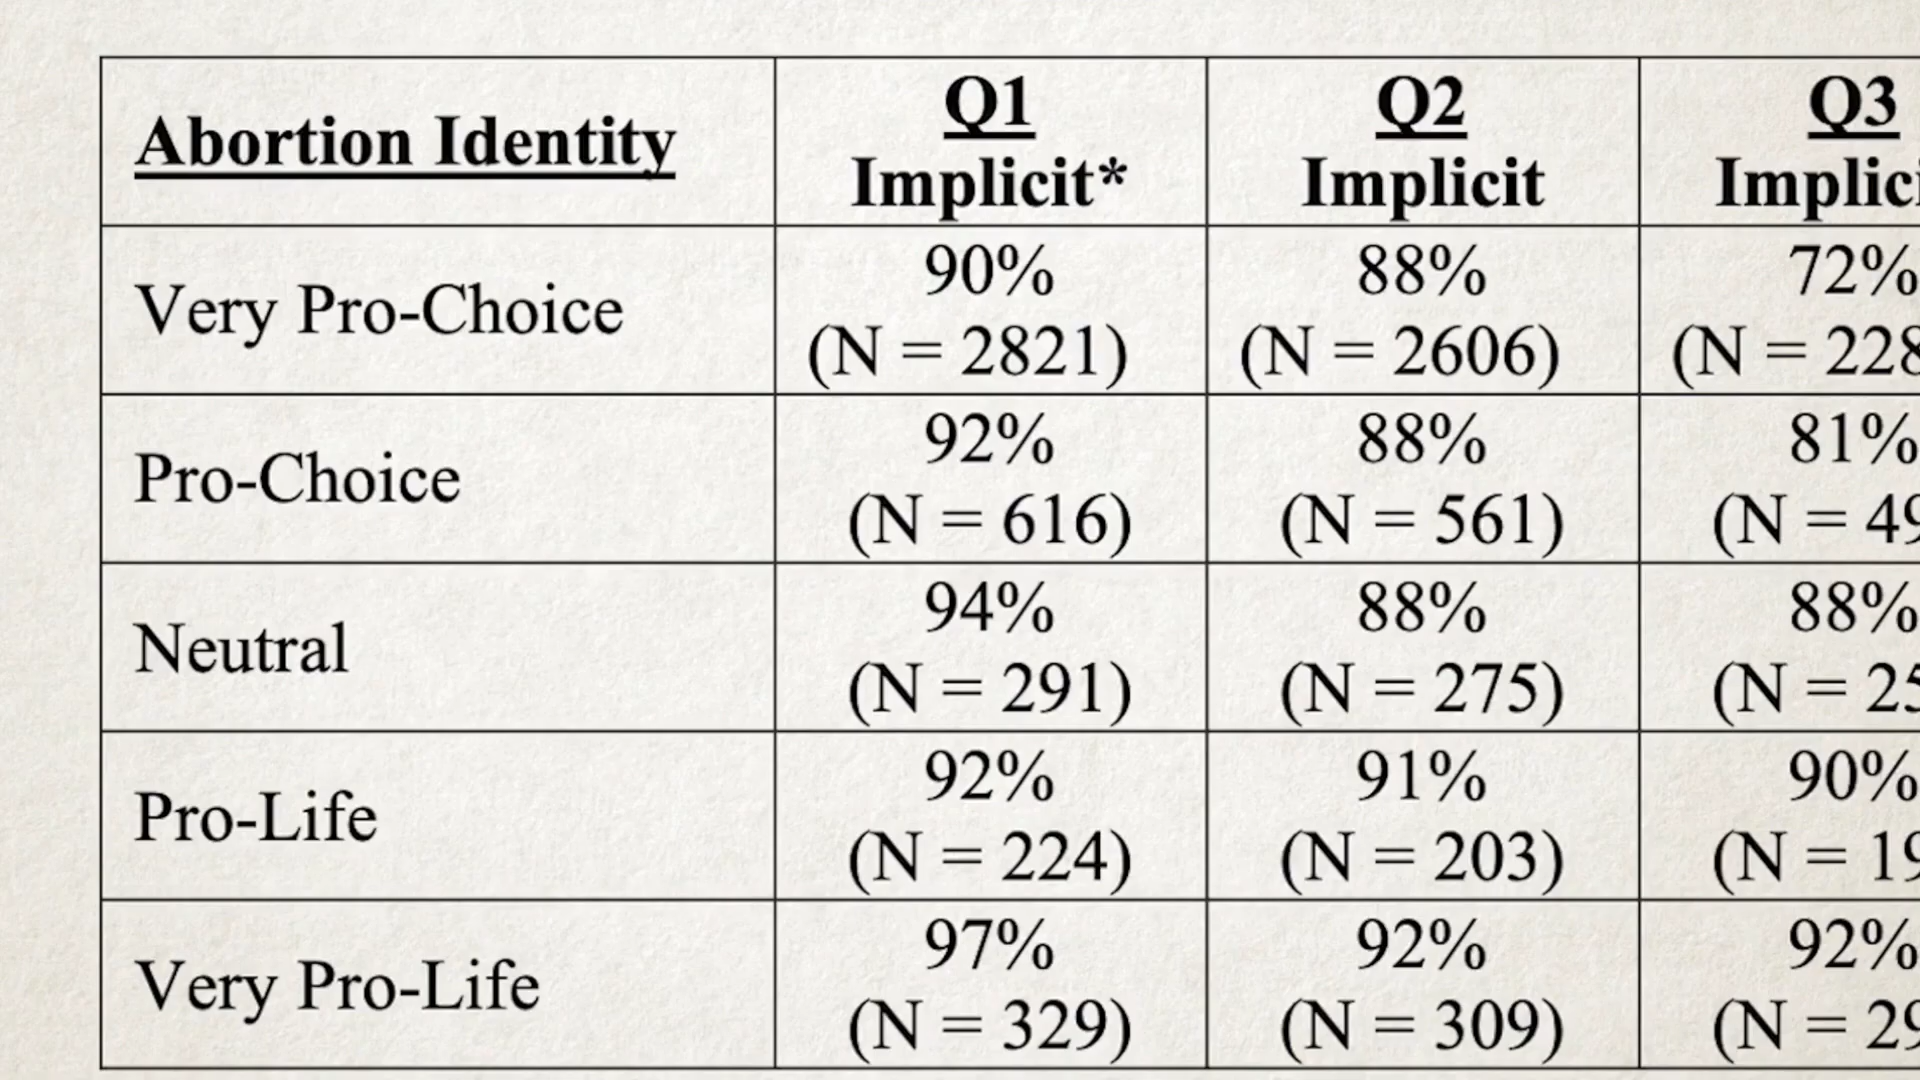 Abortion Identity
Q1
Implicit*
Q2
Implicit
Q3
Very Pro-Choice
90%
(N = 2821)
88%
(N = 2606)
72%
(N =
Pro-Choice
92%
(N = 616)
88%
(N = 561)
81%
(N =
Neutral
94%
(N = 291)
88%
(N = 275)
88%
(N =
Pro-Life
92%
(N = 224)
91%
(N = 203)
90%
(N =
Very Pro-Life
97%
(N = 329)
92%
(N = 309)
92%
(N =